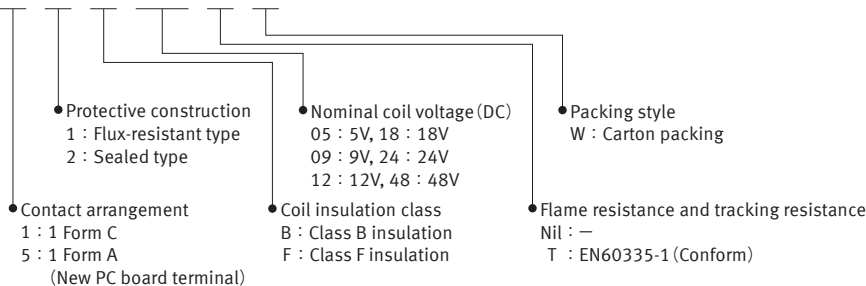 ● Protective construction
1 : Flux-resistant type
2 : Sealed type
● Nominal coil voltage (DC)
05 : 5V, 18 : 18V
09 : 9V, 24 : 24V
12 : 12V, 48 : 48V
● Packing style
W : Carton packing
● Contact arrangement
1 : 1 Form C
5 : 1 Form A
(New PC board terminal)
● Coil insulation class
B : Class B insulation
F : Class F insulation
● Flame resistance and tracking resistance
Nil : —
T : EN60335-1 (Conform)